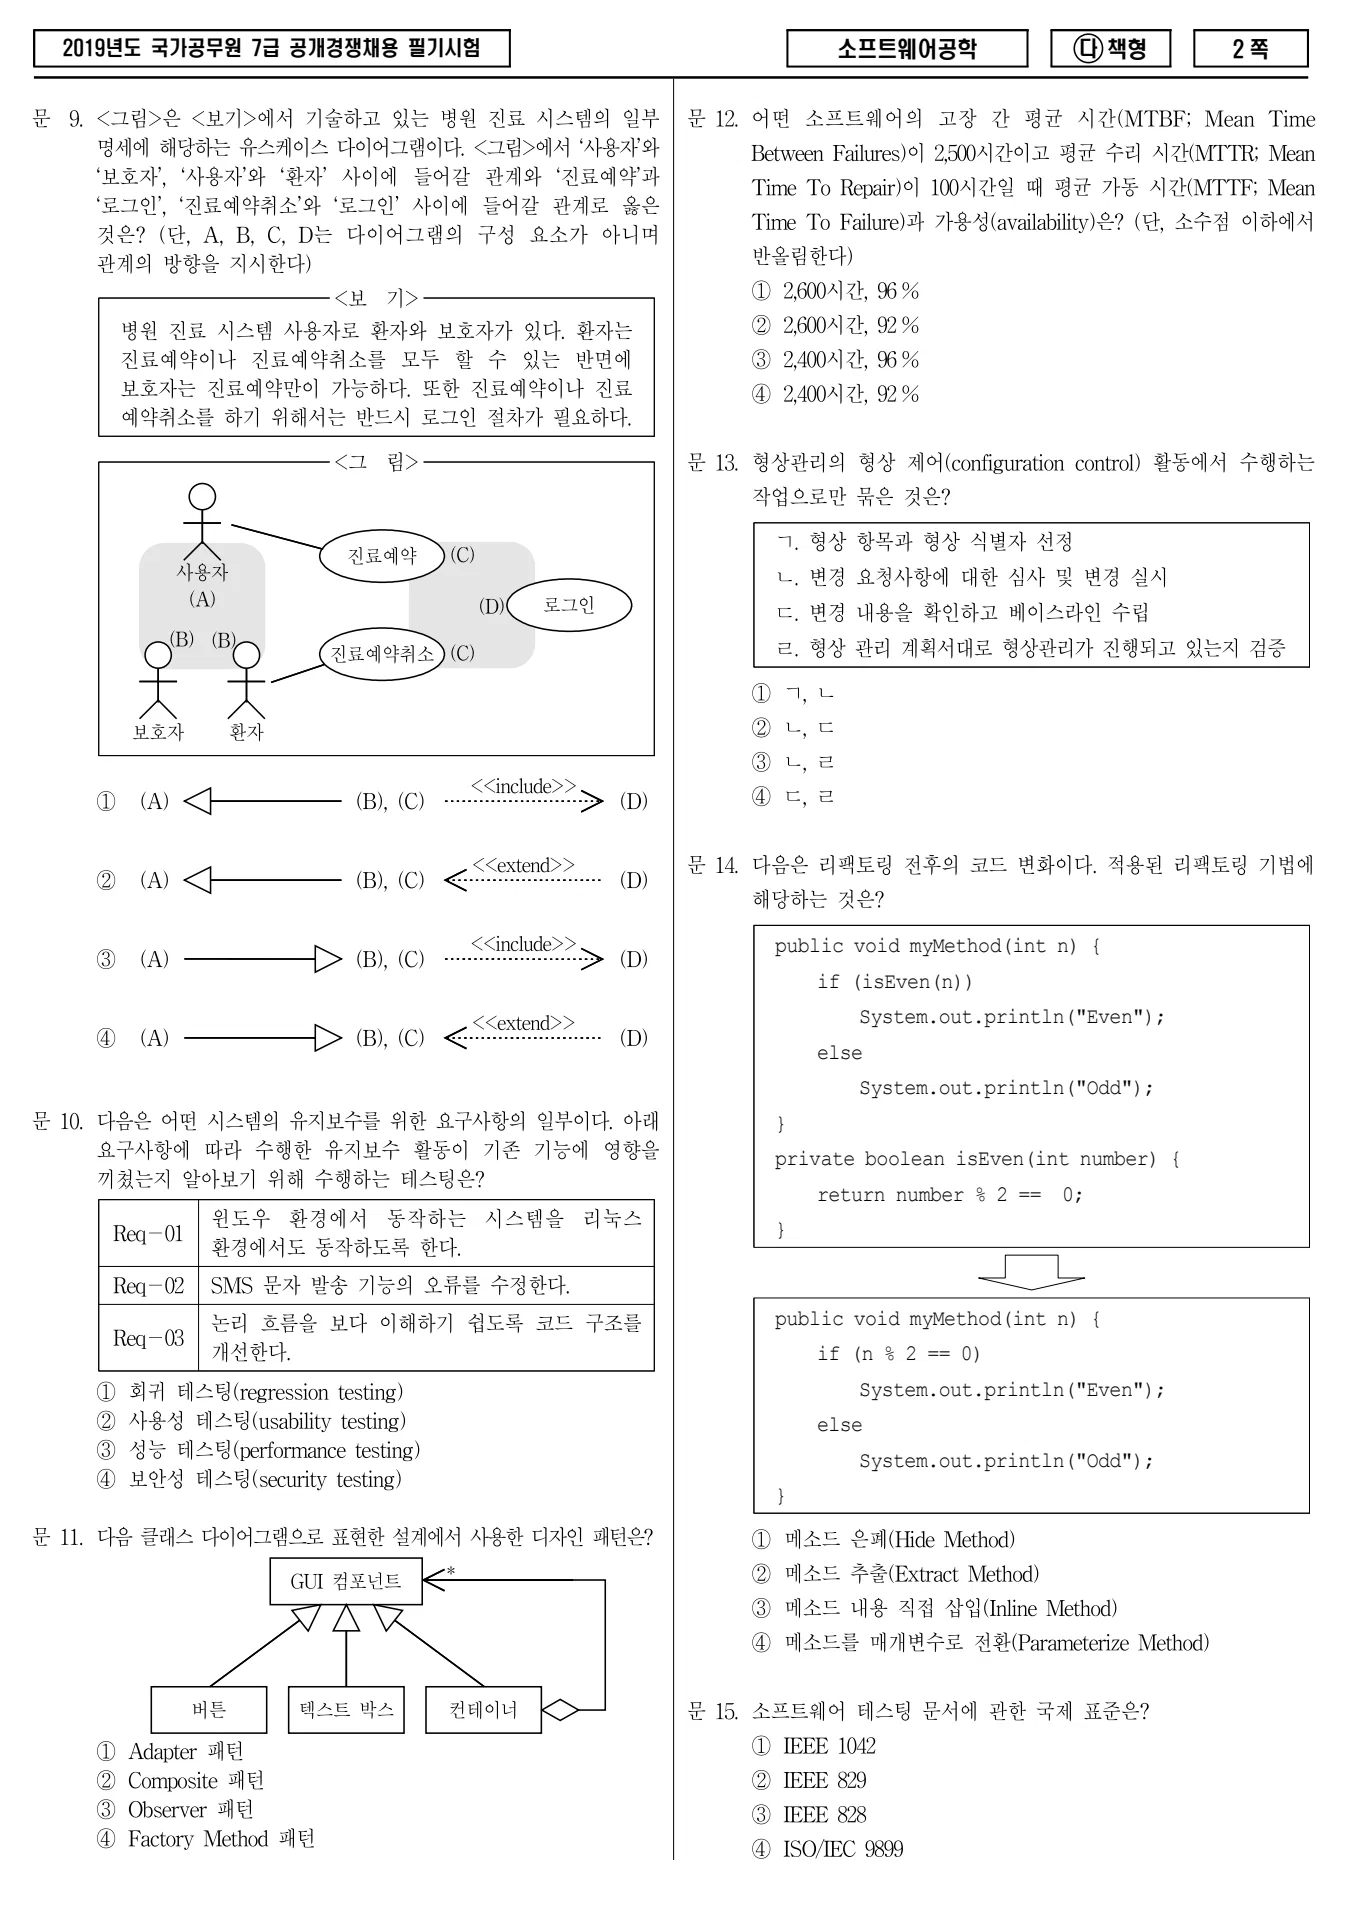 2019년도 국가공무원 7급 공개경쟁채용 필기시험
소프트웨어공학
㉰ 책형
2 쪽
문 9. <그림>은 <보기>에서 기술하고 있는 병원 진료 시스템의 일부
명세에 해당하는 유스케이스 다이어그램이다. <그림>에서 ‘사용자’와
‘보호자’, ‘사용자’와 ‘환자’ 사이에 들어갈 관계와 ‘진료예약’과
‘로그인’, ‘진료예약취소’와 ‘로그인’ 사이에 들어갈 관계로 옳은
것은? (단, A, B, C, D는 다이어그램의 구성 요소가 아니며
관계의 방향을 지시한다)
<보 기>
병원 진료 시스템 사용자로 환자와 보호자가 있다. 환자는
진료예약이나 진료예약취소를 모두 할 수 있는 반면에
보호자는 진료예약만이 가능하다. 또한 진료예약이나 진료
예약취소를 하기 위해서는 반드시 로그인 절차가 필요하다.
<그 림>
진료예약 (C)
사용자
(A)
(D) 로그인
(B) (B)
진료예약취소 (C)
보호자 환자
① (A) (B), (C) <<include>> (D)
② (A) (B), (C) <<extend>> (D)
③ (A) (B), (C) <<include>> (D)
④ (A) (B), (C) <<extend>> (D)
문 10. 다음은 어떤 시스템의 유지보수를 위한 요구사항의 일부이다. 아래
요구사항에 따라 수행한 유지보수 활동이 기존 기능에 영향을
끼쳤는지 알아보기 위해 수행하는 테스팅은?
Req-01 윈도우 환경에서 동작하는 시스템을 리눅스
환경에서도 동작하도록 한다.
Req-02 SMS 문자 발송 기능의 오류를 수정한다.
Req-03 논리 흐름을 보다 이해하기 쉽도록 코드 구조를
개선한다.
① 회귀 테스팅(regression testing)
② 사용성 테스팅(usability testing)
③ 성능 테스팅(performance testing)
④ 보안성 테스팅(security testing)
문 11. 다음 클래스 다이어그램으로 표현한 설계에서 사용한 디자인 패턴은?
GUI 컴포넌트 *
버튼 텍스트 박스 컨테이너
① Adapter 패턴
② Composite 패턴
③ Observer 패턴
④ Factory Method 패턴
문 12. 어떤 소프트웨어의 고장 간 평균 시간(MTBF; Mean Time
Between Failures)이 2,500시간이고 평균 수리 시간(MTTR; Mean
Time To Repair)이 100시간일 때 평균 가동 시간(MTTF; Mean
Time To Failure)과 가용성(availability)은? (단, 소수점 이하에서
반올림한다)
① 2,600시간, 96 %
② 2,600시간, 92 %
③ 2,400시간, 96 %
④ 2,400시간, 92 %
문 13. 형상관리의 형상 제어(configuration control) 활동에서 수행하는
작업으로만 묶은 것은?
ㄱ. 형상 항목과 형상 식별자 선정
ㄴ. 변경 요청사항에 대한 심사 및 변경 실시
ㄷ. 변경 내용을 확인하고 베이스라인 수립
ㄹ. 형상 관리 계획서대로 형상관리가 진행되고 있는지 검증
① ㄱ, ㄴ
② ㄴ, ㄷ
③ ㄴ, ㄹ
④ ㄷ, ㄹ
문 14. 다음은 리팩토링 전후의 코드 변화이다. 적용된 리팩토링 기법에
해당하는 것은?
public void myMethod(int n) {
if (isEven(n))
System.out.println("Even");
else
System.out.println("Odd");
}
private boolean isEven(int number) {
return number % 2 == 0;
}
public void myMethod(int n) {
if (n % 2 == 0)
System.out.println("Even");
else
System.out.println("Odd");
}
① 메소드 은폐(Hide Method)
② 메소드 추출(Extract Method)
③ 메소드 내용 직접 삽입(Inline Method)
④ 메소드를 매개변수로 전환(Parameterize Method)
문 15. 소프트웨어 테스팅 문서에 관한 국제 표준은?
① IEEE 1042
② IEEE 829
③ IEEE 828
④ ISO/IEC 9899